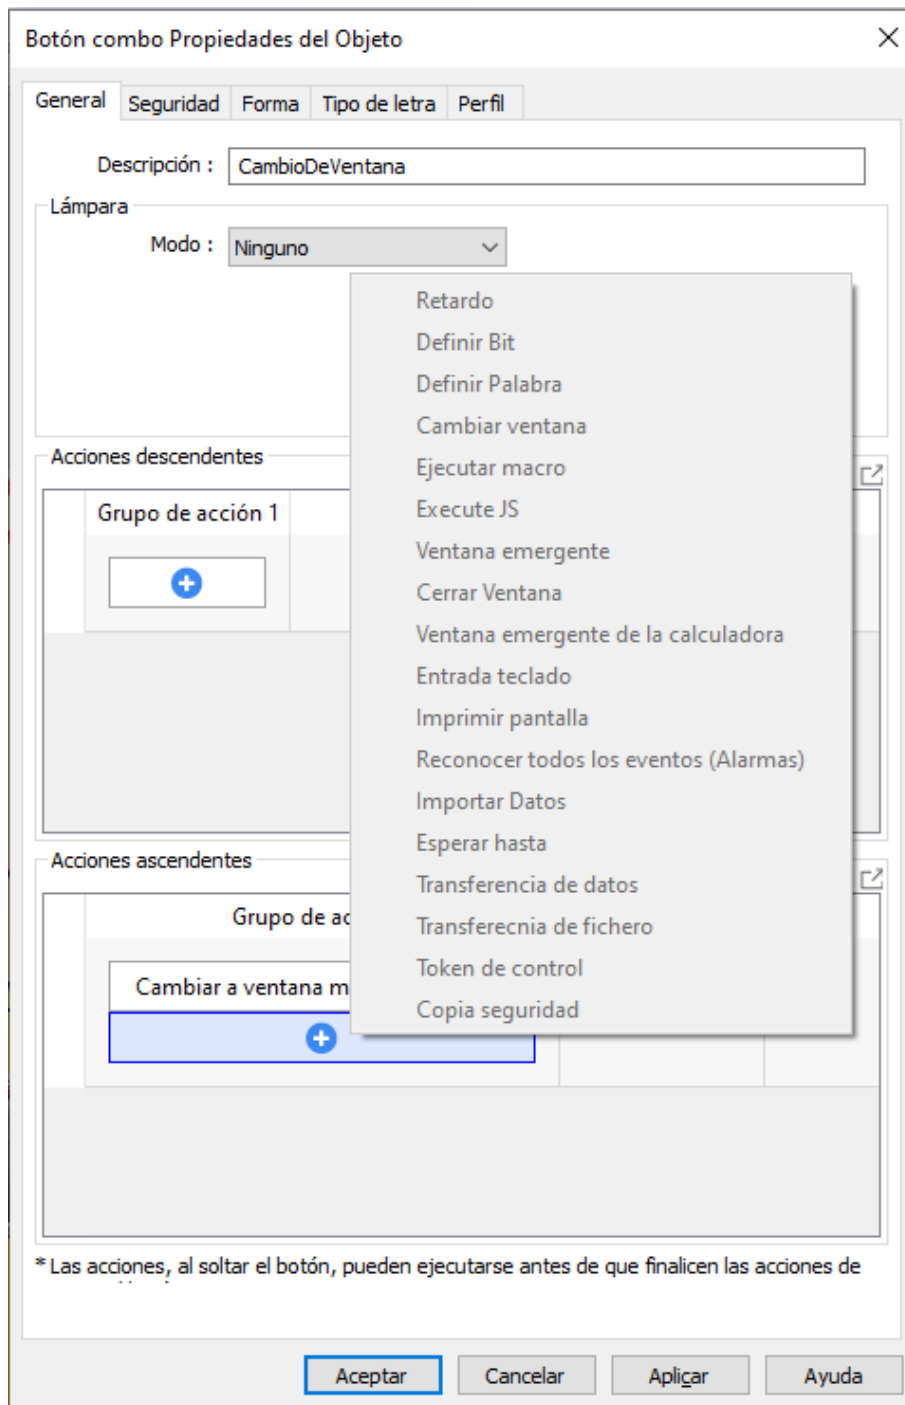 Botón combo Propiedades del Objeto
General Seguridad Forma Tipo de letra Perfil
Descripción : CambioDeVentana
Lámpara
Modo : Ninguno
Retardo
Definir Bit
Definir Palabra
Cambiar ventana
Ejecutar macro
Execute JS
Ventana emergente
Cerrar Ventana
Ventana emergente de la calculadora
Entrada teclado
Imprimir pantalla
Reconocer todos los eventos (Alarmas)
Importar Datos
Esperar hasta
Transferencia de datos
Transferecnia de fichero
Token de control
Copia seguridad
Acciones descendentes
Grupo de acción 1
Acciones ascendentes
Grupo de ac
Cambiar a ventana m
* Las acciones, al soltar el botón, pueden ejecutarse antes de que finalicen las acciones de
Aceptar Cancelar Aplicar Ayuda